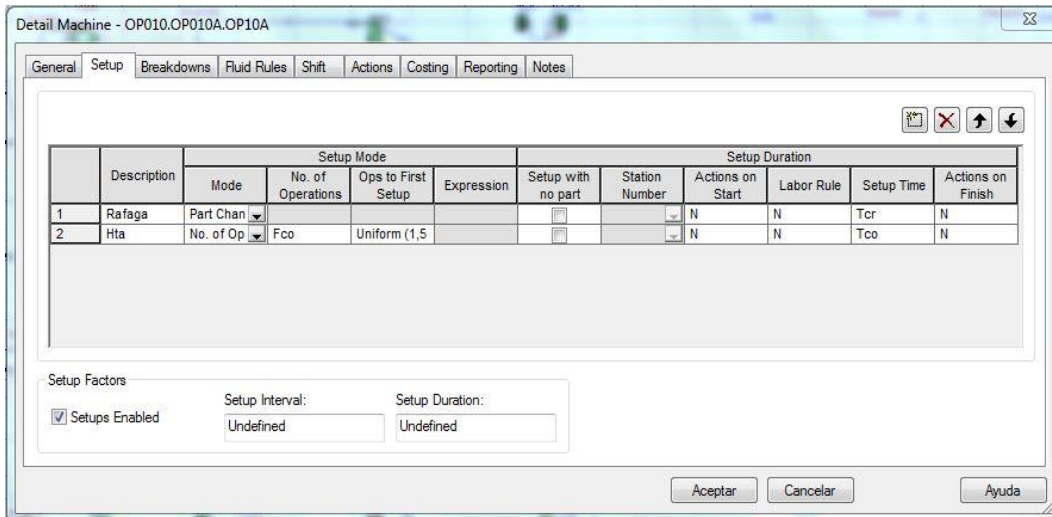 Detail Machine - OP010.OP010A.OP10A
General Setup Breakdowns Fluid Rules Shift Actions Costing Reporting Notes
Setup Mode Setup Duration
Description Mode No. of Operations Ops to First Setup Expression Setup with no part Station Number Actions on Start Labor Rule Setup Time Actions on Finish
1 Rafaga Part Chan N N Tcr N
2 Hta No. of Op Fco Uniform (1,5 N N Tco N
Setup Factors
Setups Enabled
Setup Interval: Setup Duration:
Undefined Undefined
Aceptar Cancelar Ayuda